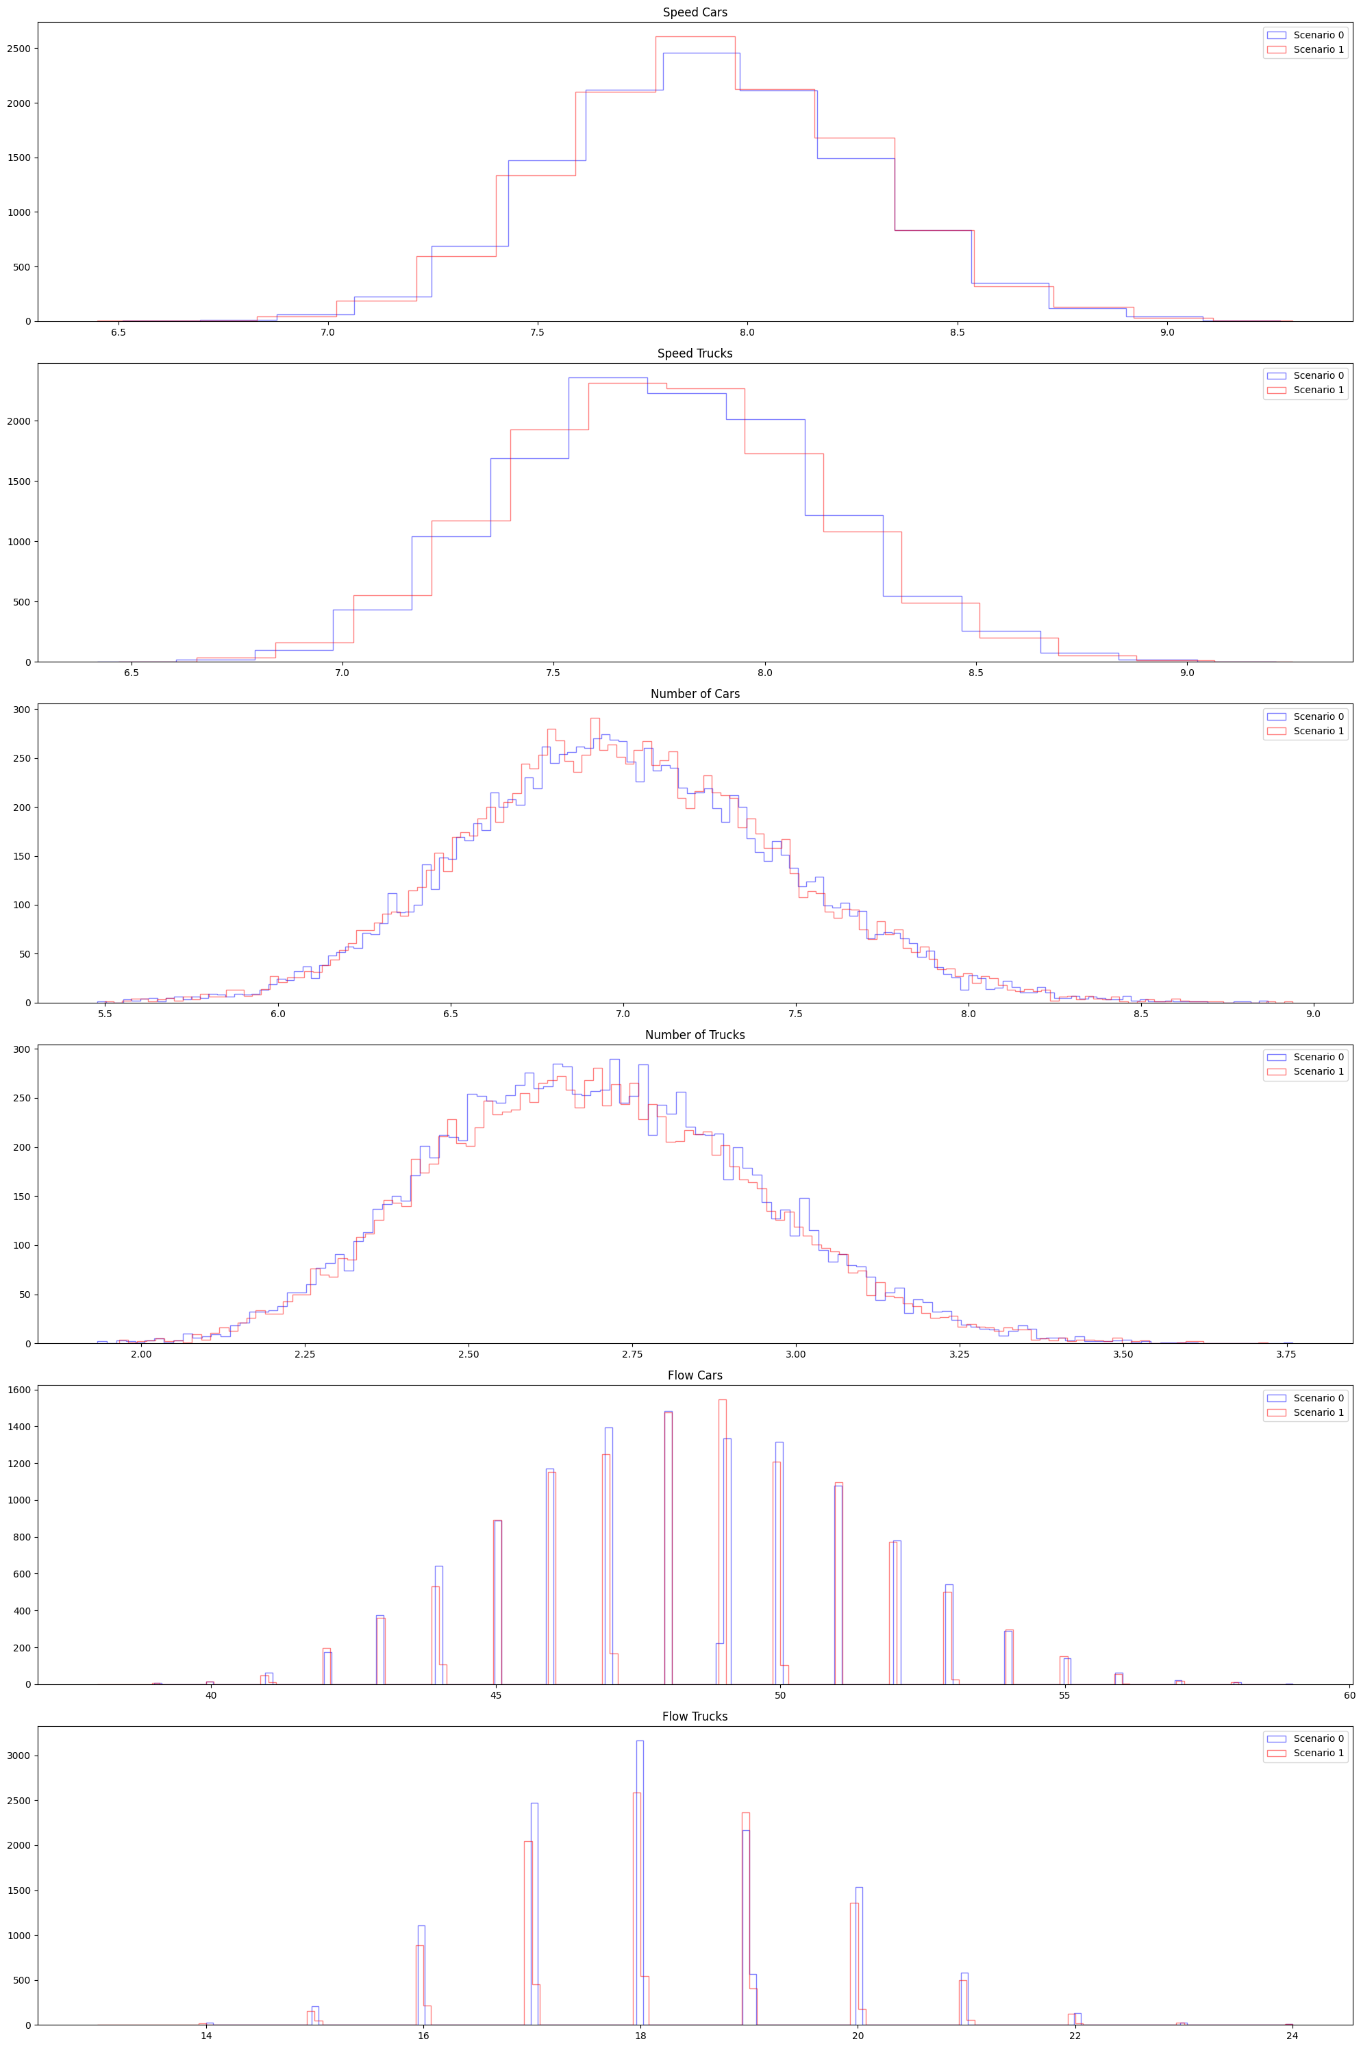 Speed Cars
Scenario 0
Scenario 1
2500
2000
1500
1000
500
0
6.5 7.0 7.5 8.0 8.5 9.0
Speed Trucks
Scenario 0
Scenario 1
2000
1500
1000
500
0
6.5 7.0 7.5 8.0 8.5 9.0
Number of Cars
Scenario 0
Scenario 1
300
250
200
150
100
50
0
5.5 6.0 6.5 7.0 7.5 8.0 8.5 9.0
Number of Trucks
Scenario 0
Scenario 1
300
250
200
150
100
50
0
2.00 2.25 2.50 2.75 3.00 3.25 3.50 3.75
Flow Cars
Scenario 0
Scenario 1
1600
1400
1200
1000
800
600
400
200
0
40 45 50 55 60
Flow Trucks
Scenario 0
Scenario 1
3000
2500
2000
1500
1000
500
0
14 16 18 20 22 24